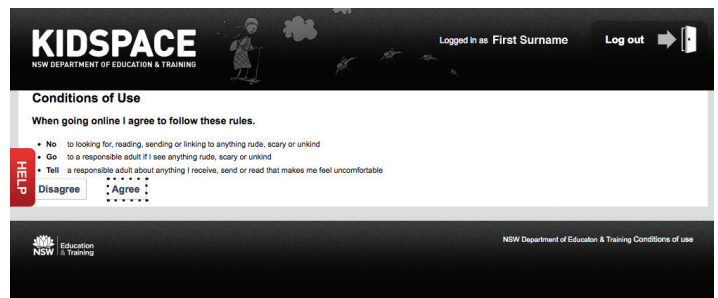 KIDSPACE
NSW DEPARTMENT OF EDUCATION & TRAINING
Logged in as First Surname
Log out
Conditions of Use
When going online I agree to follow these rules.
• No to looking for, reading, sending or linking to anything rude, scary or unkind
• Go to a responsible adult if I see anything rude, scary or unkind
• Tell a responsible adult about anything I receive, send or read that makes me feel uncomfortable
HELP
Disagree Agree
NSW Department of Educaton & Training Conditions of use
Education
NSW & Training